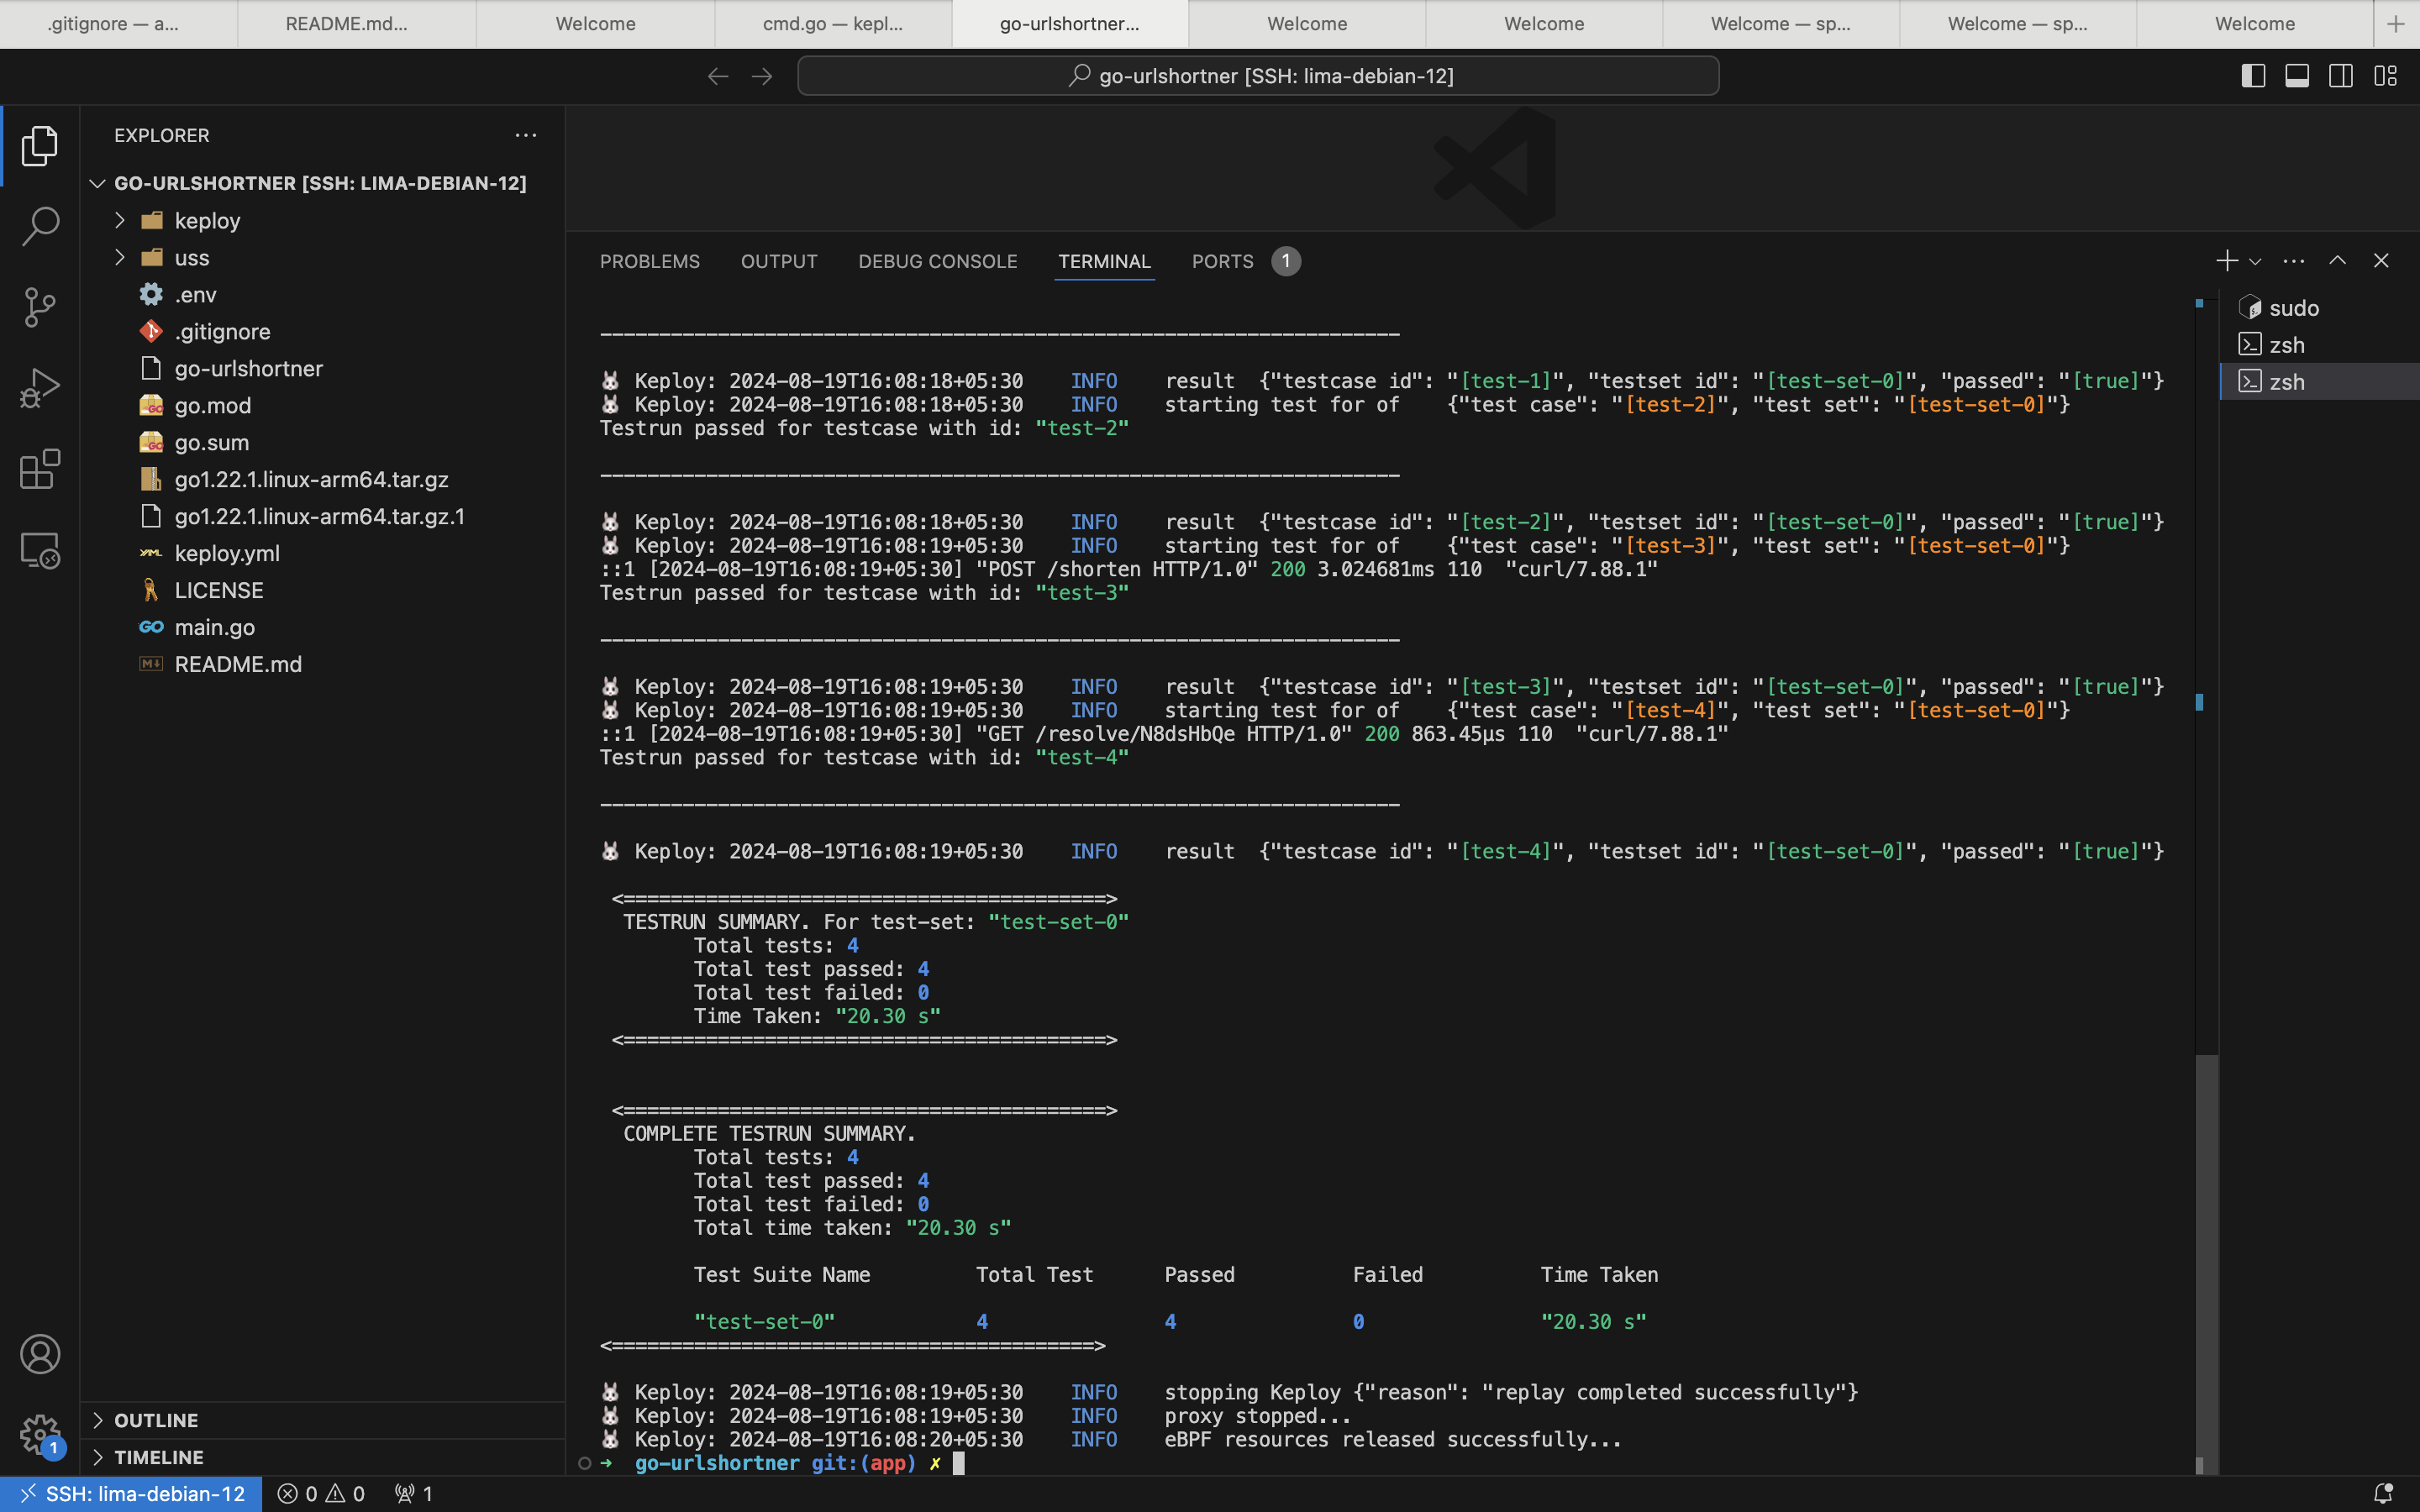 .gitignore — a...
README.md...
Welcome
cmd.go — kepl...
go-urlshortner...
Welcome
Welcome
Welcome — sp...
Welcome — sp...
Welcome
go-urlshortner [SSH: lima-debian-12]
EXPLORER
GO-URLSHORTNER [SSH: LIMA-DEBIAN-12]
keploy
uss
.env
.gitignore
go-urlshortner
go.mod
go.sum
go1.22.1.linux-arm64.tar.gz
go1.22.1.linux-arm64.tar.gz.1
keploy.yml
LICENSE
main.go
README.md
OUTLINE
TIMELINE
PROBLEMS OUTPUT DEBUG CONSOLE TERMINAL PORTS 1
sudo
zsh
zsh
--------------------------------------------------------------------
🐰 Keploy: 2024-08-19T16:08:18+05:30 INFO result {"testcase id": "[test-1]", "testset id": "[test-set-0]", "passed": "[true]"}
🐰 Keploy: 2024-08-19T16:08:18+05:30 INFO starting test for of {"test case": "[test-2]", "test set": "[test-set-0]"}
Testrun passed for testcase with id: "test-2"
--------------------------------------------------------------------
🐰 Keploy: 2024-08-19T16:08:18+05:30 INFO result {"testcase id": "[test-2]", "testset id": "[test-set-0]", "passed": "[true]"}
🐰 Keploy: 2024-08-19T16:08:19+05:30 INFO starting test for of {"test case": "[test-3]", "test set": "[test-set-0]"}
::1 [2024-08-19T16:08:19+05:30] "POST /shorten HTTP/1.0" 200 3.024681ms 110 "curl/7.88.1"
Testrun passed for testcase with id: "test-3"
--------------------------------------------------------------------
🐰 Keploy: 2024-08-19T16:08:19+05:30 INFO result {"testcase id": "[test-3]", "testset id": "[test-set-0]", "passed": "[true]"}
🐰 Keploy: 2024-08-19T16:08:19+05:30 INFO starting test for of {"test case": "[test-4]", "test set": "[test-set-0]"}
::1 [2024-08-19T16:08:19+05:30] "GET /resolve/N8dsHbQe HTTP/1.0" 200 863.45µs 110 "curl/7.88.1"
Testrun passed for testcase with id: "test-4"
--------------------------------------------------------------------
🐰 Keploy: 2024-08-19T16:08:19+05:30 INFO result {"testcase id": "[test-4]", "testset id": "[test-set-0]", "passed": "[true]"}
<=========================================>
TESTRUN SUMMARY. For test-set: "test-set-0"
Total tests: 4
Total test passed: 4
Total test failed: 0
Time Taken: "20.30 s"
<=========================================>
<=========================================>
COMPLETE TESTRUN SUMMARY.
Total tests: 4
Total test passed: 4
Total test failed: 0
Total time taken: "20.30 s"
Test Suite Name Total Test Passed Failed Time Taken
"test-set-0" 4 4 0 "20.30 s"
<=========================================>
🐰 Keploy: 2024-08-19T16:08:19+05:30 INFO stopping Keploy {"reason": "replay completed successfully"}
🐰 Keploy: 2024-08-19T16:08:19+05:30 INFO proxy stopped...
🐰 Keploy: 2024-08-19T16:08:20+05:30 INFO eBPF resources released successfully...
➜ go-urlshortner git:(app) ✗
1
SSH: lima-debian-12 0 0 1